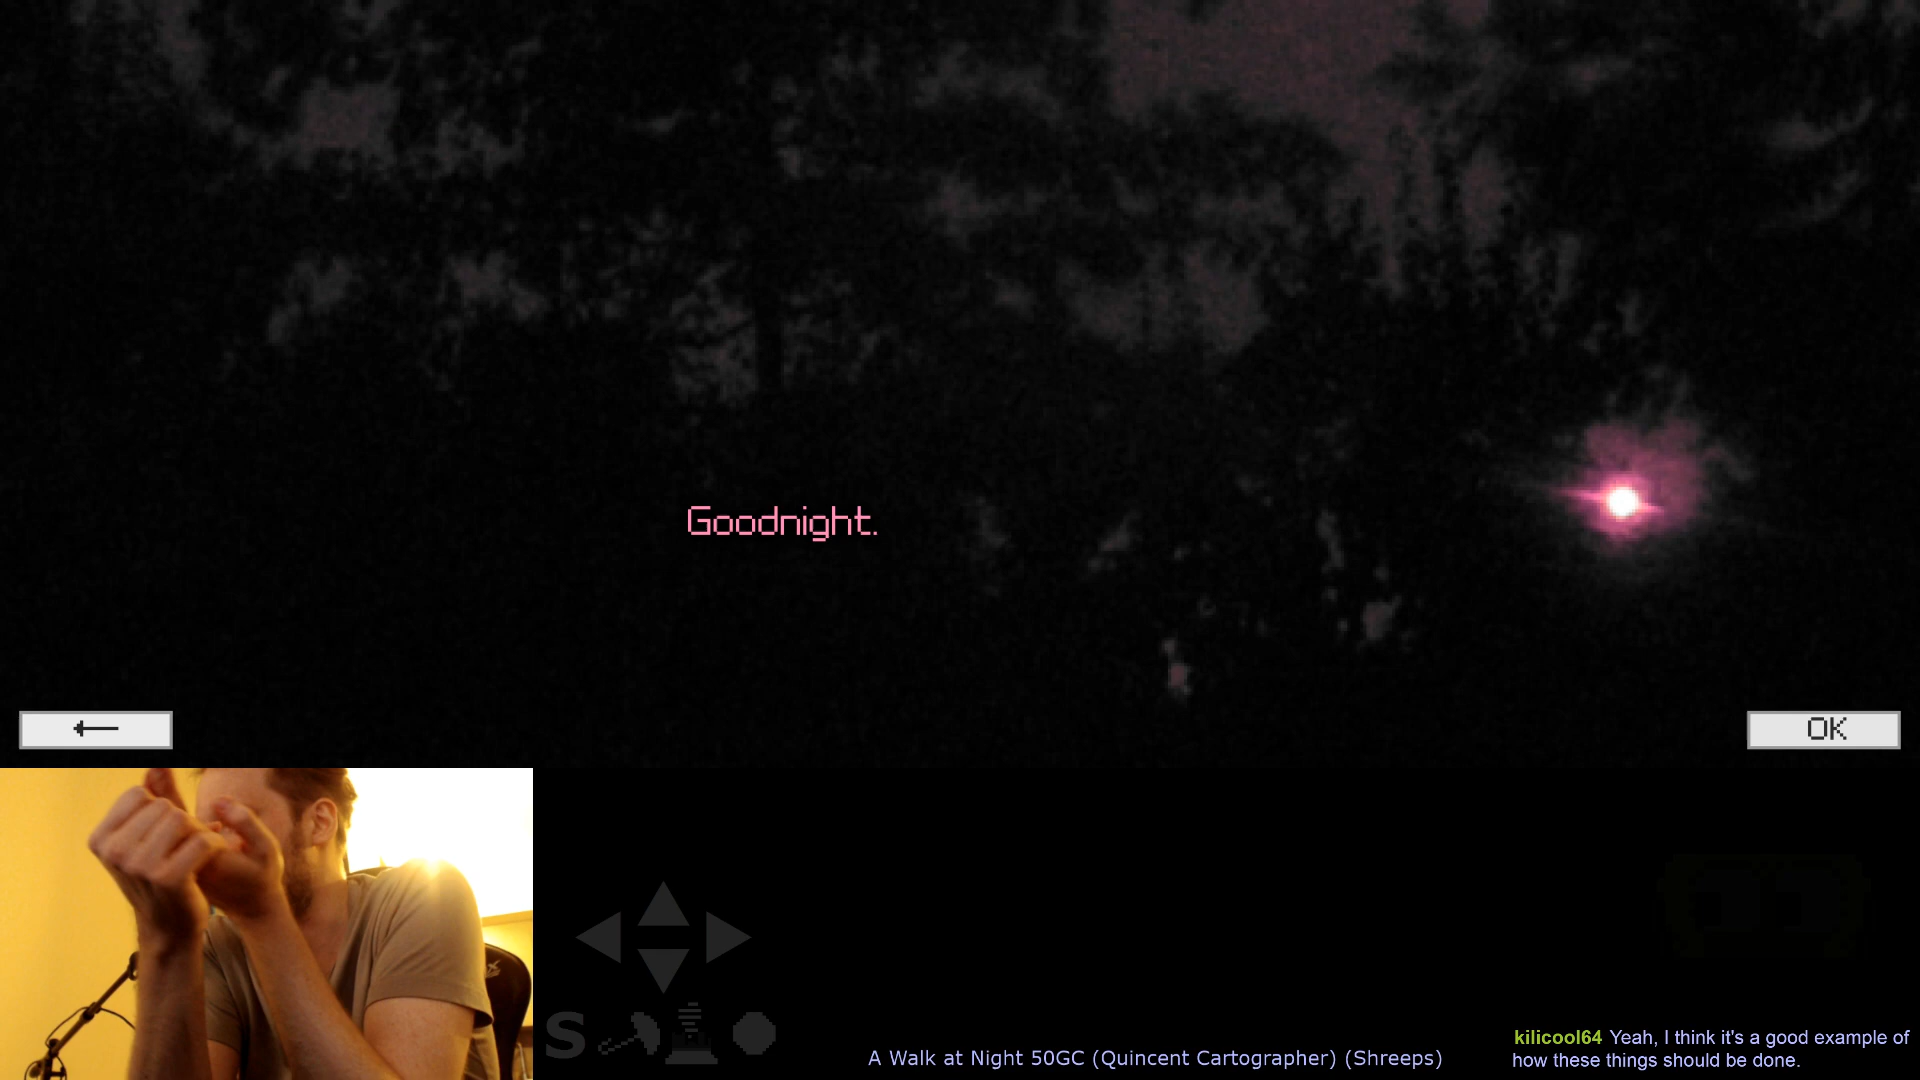 Goodnight.
OK
S
A Walk at Night 50GC (Quincent Cartographer) (Shreeps)
kilicool64 Yeah, I think it's a good example of
how these things should be done.